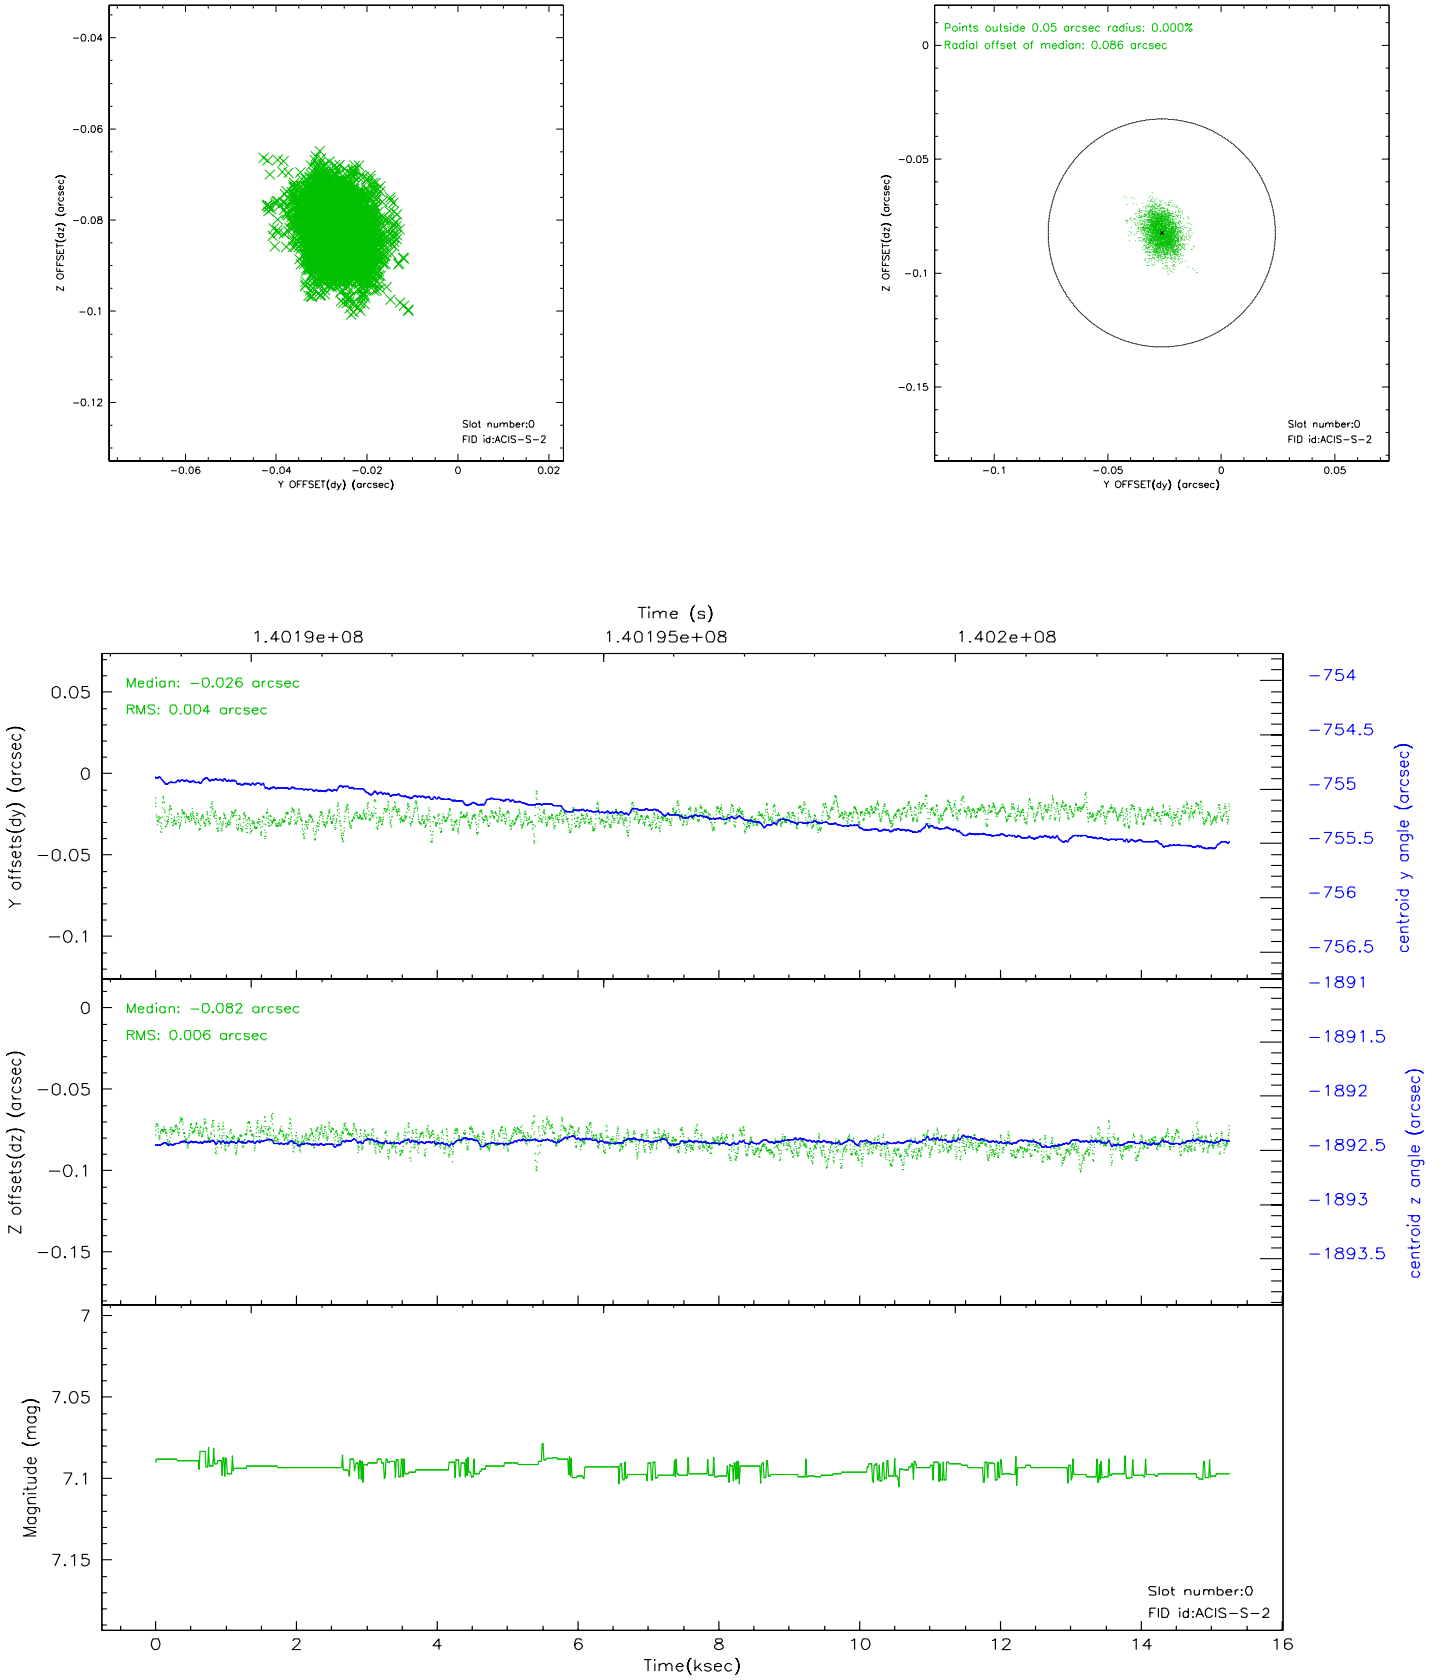 −0.04
−0.06
−0.08
−0.1
−0.12
Z OFFSET(dz) (arcsec)
Slot number:0
FID id:ACIS−S−2
−0.06 −0.04 −0.02 0 0.02
Y OFFSET(dy) (arcsec)
Points outside 0.05 arcsec radius: 0.000%
Radial offset of median: 0.086 arcsec
0
−0.05
−0.1
−0.15
Z OFFSET(dz) (arcsec)
Slot number:0
FID id:ACIS−S−2
−0.1 −0.05 0 0.05
Y OFFSET(dy) (arcsec)
Time (s)
1.4019e+08 1.40195e+08 1.402e+08
Median: −0.026 arcsec
RMS: 0.004 arcsec
0.05
0
−0.05
−0.1
Y offsets(dy) (arcsec)
−754
−754.5
−755
−755.5
−756
−756.5
centroid y angle (arcsec)
Median: −0.082 arcsec
RMS: 0.006 arcsec
0
−0.05
−0.1
−0.15
Z offsets(dz) (arcsec)
−1891
−1891.5
−1892
−1892.5
−1893
−1893.5
centroid z angle (arcsec)
7
7.05
7.1
7.15
Magnitude (mag)
Slot number:0
FID id:ACIS−S−2
0 2 4 6 8 10 12 14 16
Time(ksec)